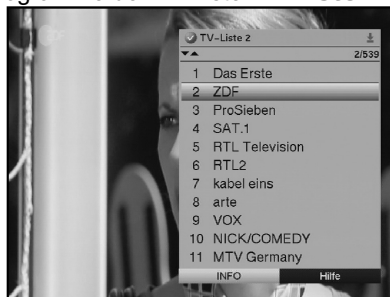 TV-Liste 2
2/539
1 Das Erste
2 ZDF
3 ProSieben
4 SAT.1
5 RTL Television
6 RTL2
7 kabel eins
8 arte
9 VOX
10 NICK/COMEDY
11 MTV Germany
INFO Hilfe